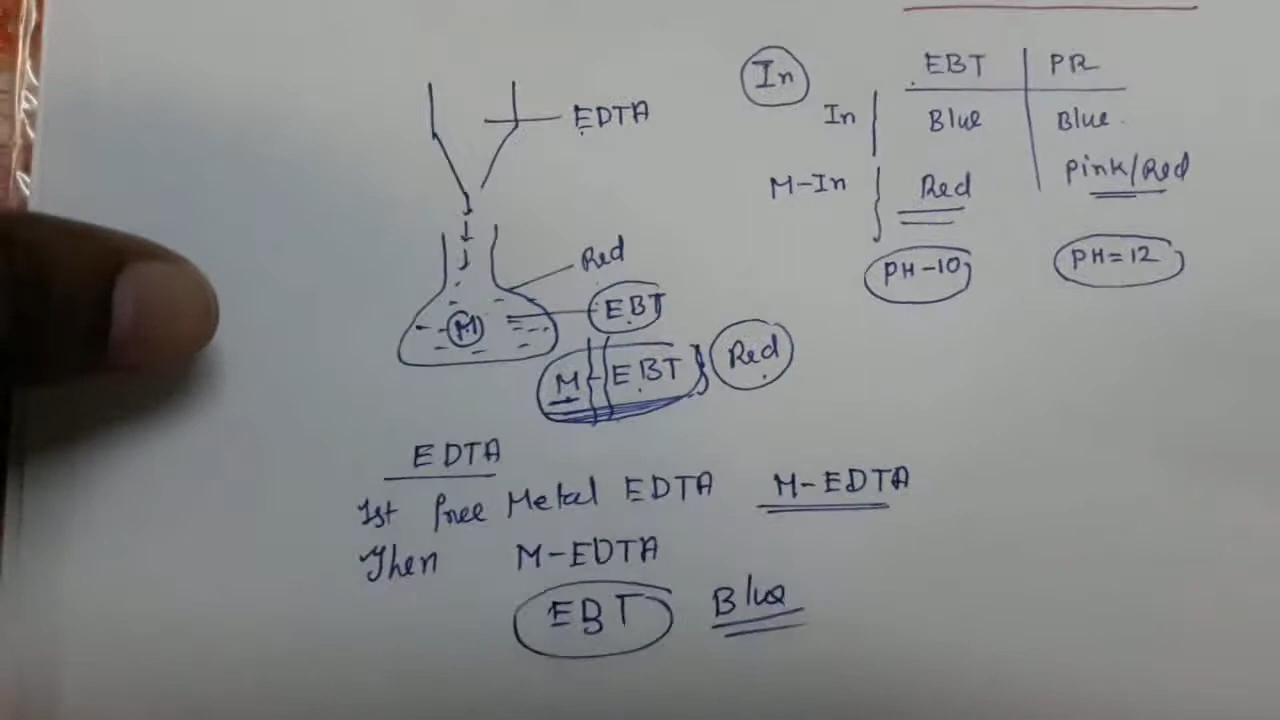 In
EBT PR
In Blue Blue
M-In Red Pink/Red
PH-10 PH=12
EDTA
Red
EBT
M
M-EBT Red
EDTA
1st free Metal EDTA M-EDTA
Then M-EDTA
EBT Blue